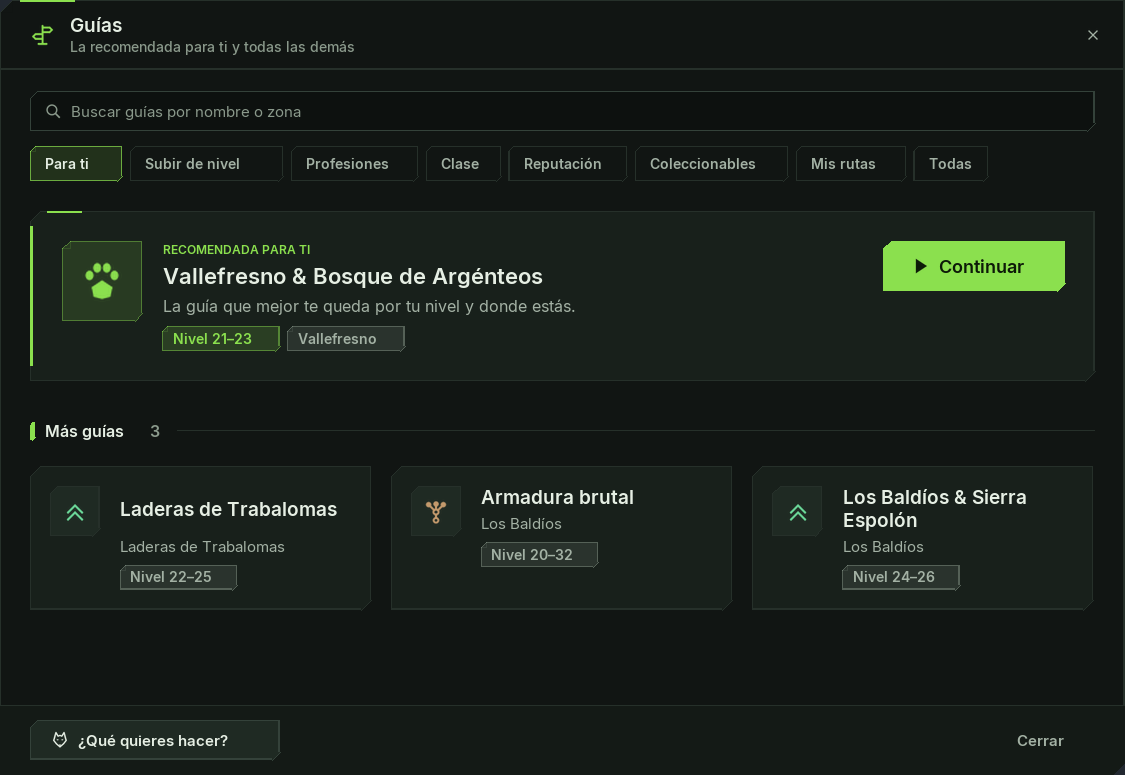 Guías
La recomendada para ti y todas las demás
Buscar guías por nombre o zona
Para ti
Subir de nivel
Profesiones
Clase
Reputación
Coleccionables
Mis rutas
Todas
RECOMENDADA PARA TI
Vallefresno & Bosque de Argénteos
La guía que mejor te queda por tu nivel y donde estás.
Nivel 21–23
Vallefresno
Continuar
Más guías 3
Laderas de Trabalomas
Laderas de Trabalomas
Nivel 22–25
Armadura brutal
Los Baldíos
Nivel 20–32
Los Baldíos & Sierra
Espolón
Los Baldíos
Nivel 24–26
¿Qué quieres hacer?
Cerrar